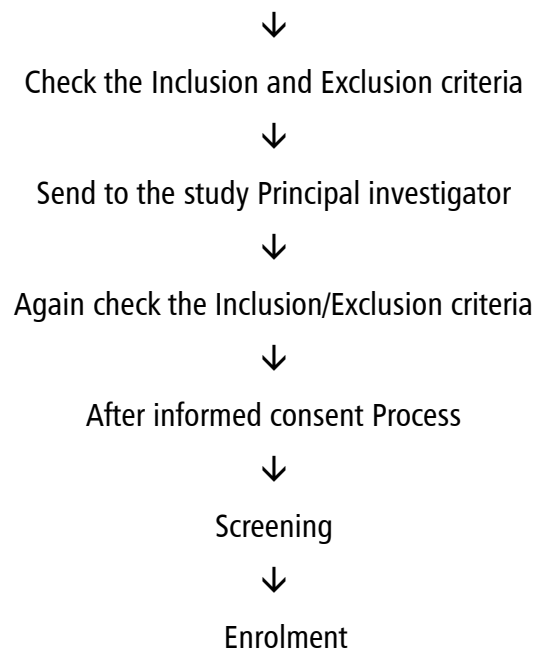 ↓
Check the Inclusion and Exclusion criteria
↓
Send to the study Principal investigator
↓
Again check the Inclusion/Exclusion criteria
↓
After informed consent Process
↓
Screening
↓
Enrolment